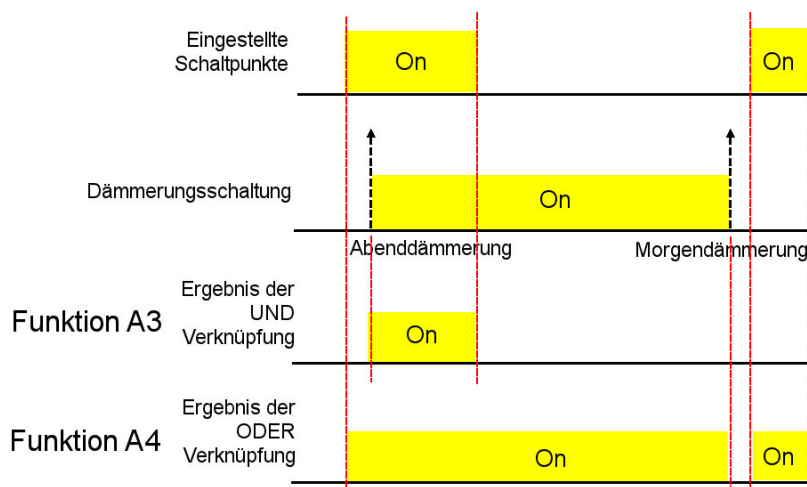 Eingestellte
Schaltpunkte
On
On
Dämmerungsschaltung
On
Abenddämmerung
Morgendämmerung
Funktion A3
Ergebnis der
UND
Verknüpfung
On
Funktion A4
Ergebnis der
ODER
Verknüpfung
On
On